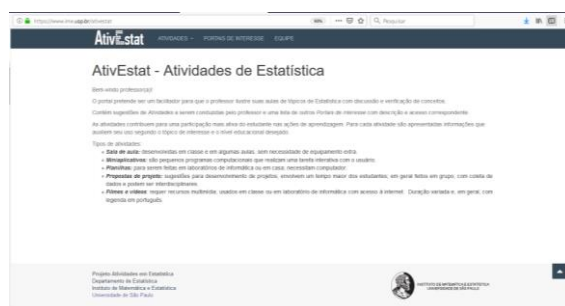 https://www.ime.usp.br/ativestat
90%
Pesquisar
AtivEstat
ATIVIDADES
PORTAIS DE INTERESSE
EQUIPE
AtivEstat - Atividades de Estatística
Bem-vindo professor(a)!
O portal pretende ser um facilitador para que o professor ilustre suas aulas de tópicos de Estatística com discussão e verificação de conceitos.
Contém sugestões de Atividades a serem conduzidas pelo professor e uma lista de outros Portais de interesse com descrição e acesso correspondente.
As atividades contribuem para uma participação mais ativa do estudante nas ações de aprendizagem. Para cada atividade são apresentadas informações que
auxiliam seu uso segundo o tópico de interesse e o nível educacional desejado.
Tipos de atividades:
Sala de aula: desenvolvidas em classe e em algumas aulas, sem necessidade de equipamento extra.
Miniaplicativos: são pequenos programas computacionais que realizam uma tarefa interativa com o usuário.
Planilhas: para serem feitas em laboratórios de informática ou em casa; necessitam computador.
Propostas de projeto: sugestões para desenvolvimento de projetos, envolvem um tempo maior dos estudantes, em geral feitos em grupo, com coleta de
dados e podem ser interdisciplinares.
Filmes e vídeos: requer recursos multimídia; usados em classe ou em laboratório de informática com acesso à internet. Duração variada e, em geral, com
legenda em português.
Projeto Atividades em Estatística
Departamento de Estatística
Instituto de Matemática e Estatística
Universidade de São Paulo
INSTITUTO DE MATEMÁTICA E ESTATÍSTICA
UNIVERSIDADE DE SÃO PAULO